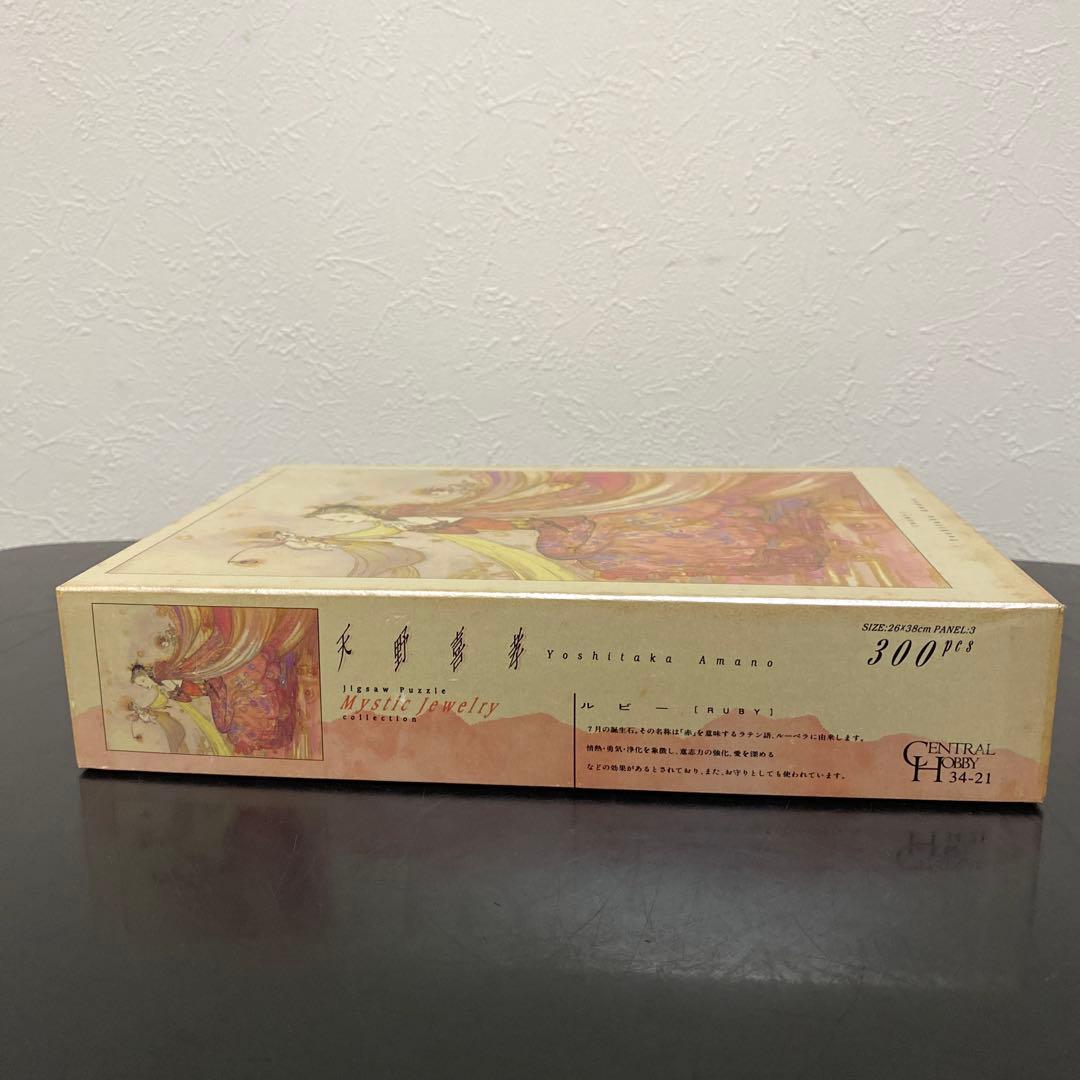 天野喜孝 Yoshitaka Amano
Jigsaw Puzzle
Mystic Jewelry
collection
ルビー [RUBY]
7月の誕生石。その名称は「赤」を意味するラテン語、ルーベラに由来します。
情熱・勇気・浄化を象徴し、意志力の強化、愛を深める
などの効果があるとされており、また、お守りとしても使われています。
SIZE:26×38cm PANEL:3
300pcs
CENTRAL
HOBBY
34-21